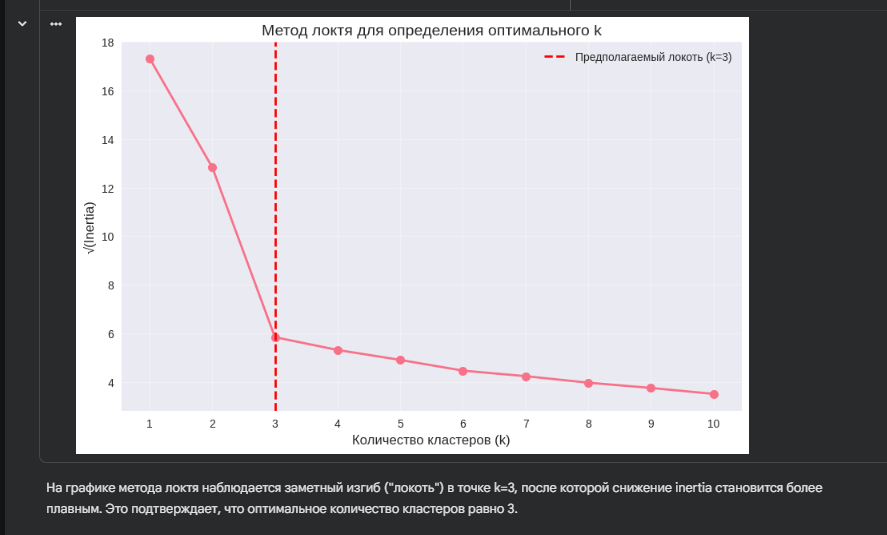 Метод локтя для определения оптимального k
Предполагаемый локоть (k=3)
18
16
14
12
10
8
6
4
√(Inertia)
1 2 3 4 5 6 7 8 9 10
Количество кластеров (k)
На графике метода локтя наблюдается заметный изгиб ("локоть") в точке k=3, после которой снижение inertia становится более
плавным. Это подтверждает, что оптимальное количество кластеров равно 3.